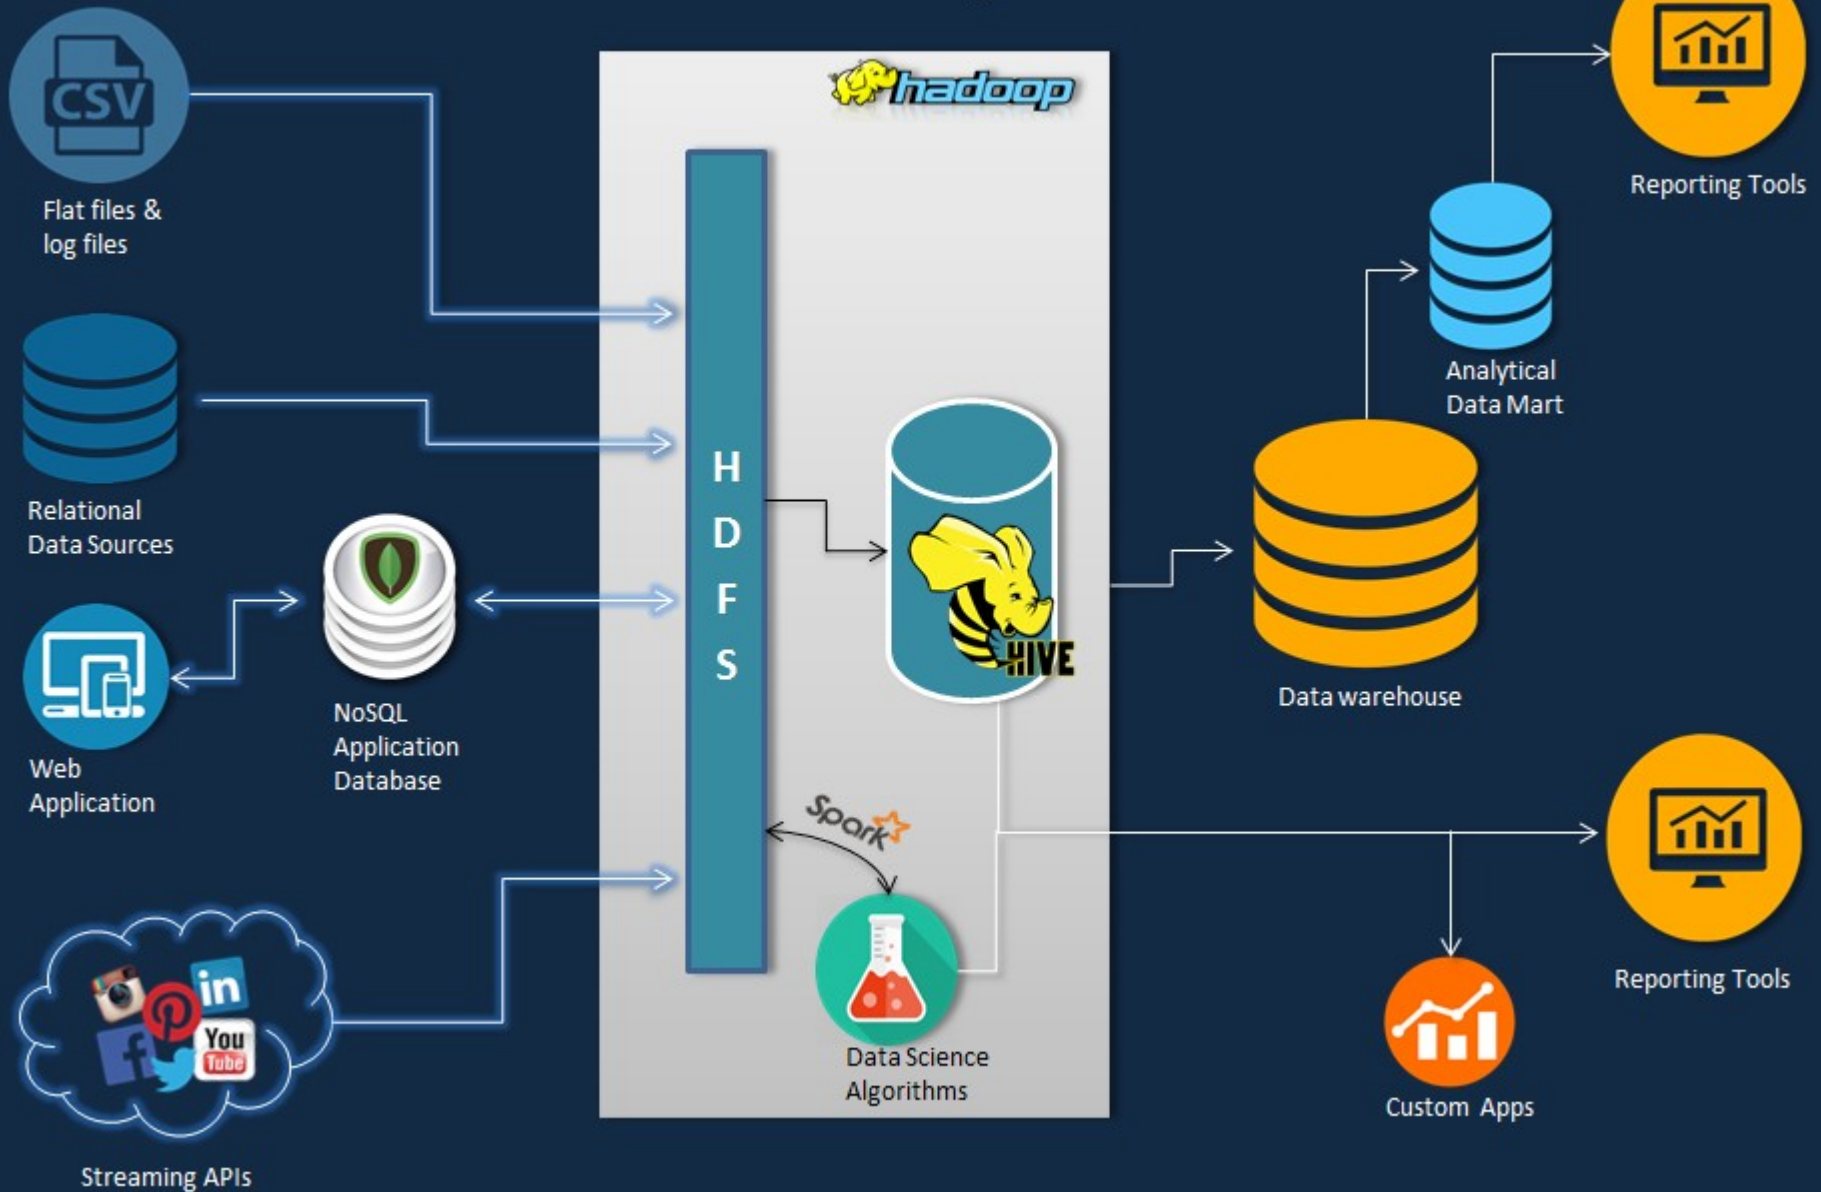 CSV
Flat files &
log files
Relational
Data Sources
Web
Application
NoSQL
Application
Database
in
You
Tube
Streaming APIs
hadoop
H
D
F
S
HIVE
Spark
Data Science
Algorithms
Reporting Tools
Analytical
Data Mart
Data warehouse
Reporting Tools
Custom Apps